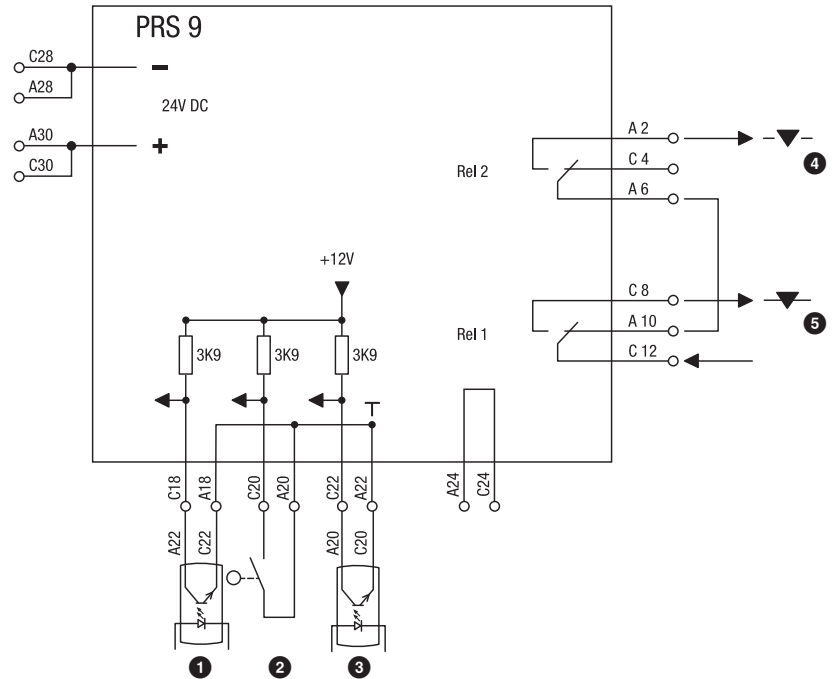 PRS 9
C28
A28
24V DC
A30
C30
A 2
C 4
A 6
Rel 2
4
+12V
C 8
A 10
C 12
Rel 1
5
3K9
3K9
3K9
C18
A18
C20
A20
C22
A22
A24
C24
A22
C22
A20
C20
1
2
3